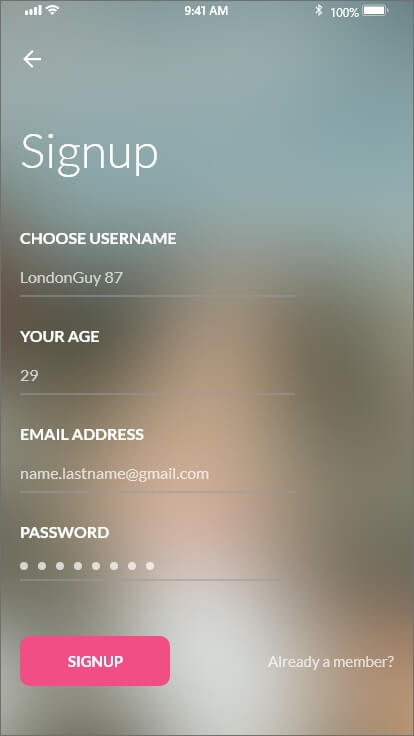 9:41 AM 100%
Signup
CHOOSE USERNAME
LondonGuy 87
YOUR AGE
29
EMAIL ADDRESS
name.lastname@gmail.com
PASSWORD
SIGNUP Already a member?